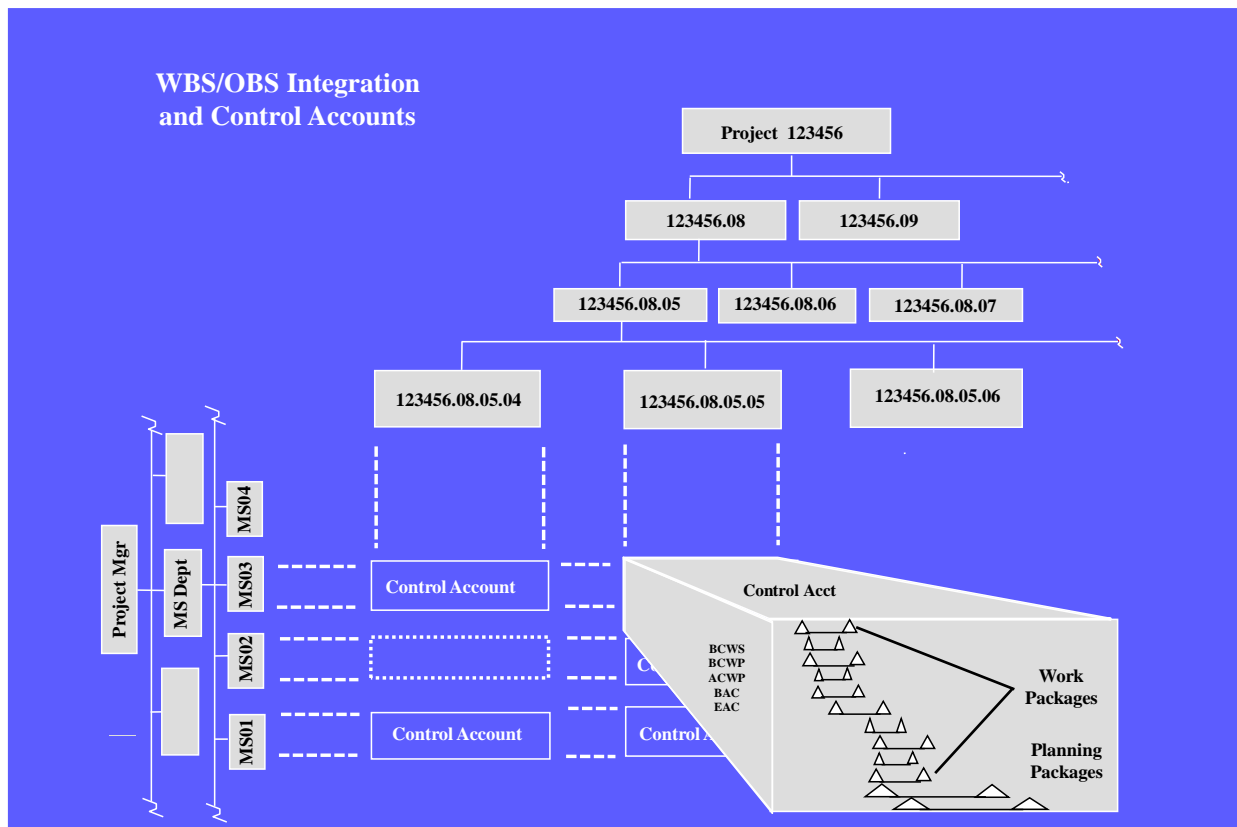 WBS/OBS Integration
and Control Accounts
Project 123456
123456.08
123456.09
123456.08.05
123456.08.06
123456.08.07
123456.08.05.04
123456.08.05.05
123456.08.05.06
Project Mgr
MS Dept
MS04
MS03
MS02
MS01
Control Account
Control Acct
BCWS
BCWP
ACWP
BAC
EAC
Work
Packages
Planning
Packages
Co
Control Account
Control A